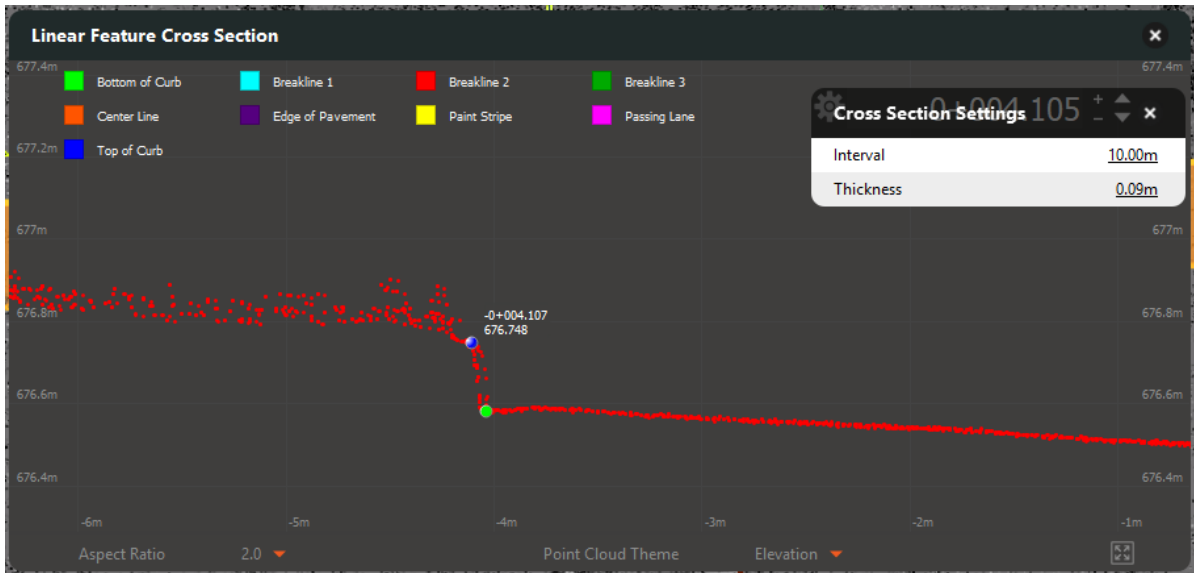 Linear Feature Cross Section
677.4m
677.4m
Bottom of Curb
Breakline 1
Breakline 2
Breakline 3
Center Line
Edge of Pavement
Paint Stripe
Passing Lane
Top of Curb
0+004.105
Cross Section Settings
Interval
10.00m
Thickness
0.09m
677.2m
677m
677m
-0+004.107
676.748
676.8m
676.8m
676.6m
676.6m
676.4m
676.4m
-6m
-5m
-4m
-3m
-2m
-1m
Aspect Ratio
2.0
Point Cloud Theme
Elevation